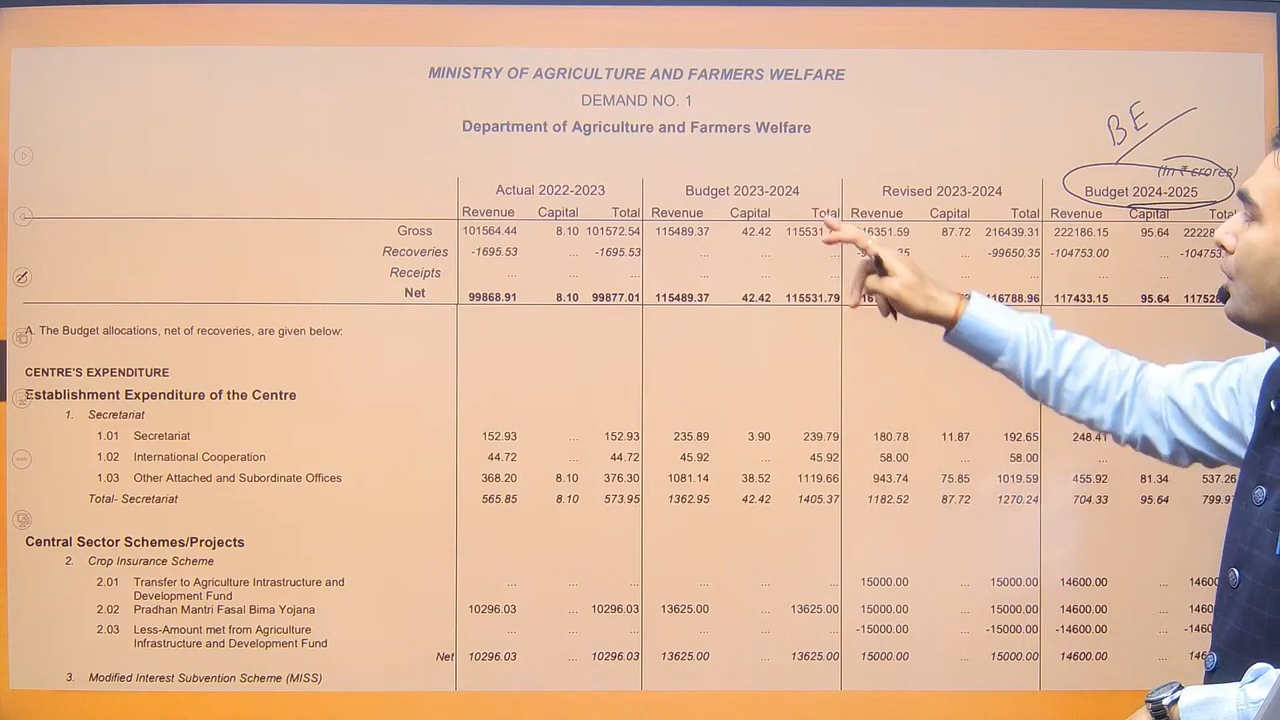 MINISTRY OF AGRICULTURE AND FARMERS WELFARE
DEMAND NO. 1
Department of Agriculture and Farmers Welfare
BE
(In ₹ crores)
Actual 2022-2023 Budget 2023-2024 Revised 2023-2024 Budget 2024-2025
Revenue Capital Total Revenue Capital Total Revenue Capital Total Revenue Capital Total
Gross 101564.44 8.10 101572.54 115489.37 42.42 87.72 216439.31 222186.15 95.64
Recoveries -1695.53 ... -1695.53 ... ... ... -99650.35 -104753.00 ...
Receipts ... ... ... ... ... ... ... ...
Net 99868.91 8.10 99877.01 115489.37 42.42 115531.79 116788.96 117433.15 95.64
A. The Budget allocations, net of recoveries, are given below:
CENTRE'S EXPENDITURE
Establishment Expenditure of the Centre
1. Secretariat
1.01 Secretariat 152.93 ... 152.93 235.89 3.90 239.79 180.78 11.87 192.65 248.41
1.02 International Cooperation 44.72 ... 44.72 45.92 ... 45.92 58.00 ... 58.00 ...
1.03 Other Attached and Subordinate Offices 368.20 8.10 376.30 1081.14 38.52 1119.66 943.74 75.85 1019.59 455.92 81.34 537.26
Total- Secretariat 565.85 8.10 573.95 1362.95 42.42 1405.37 1182.52 87.72 1270.24 704.33 95.64 799.97
Central Sector Schemes/Projects
2. Crop Insurance Scheme
2.01 Transfer to Agriculture Intrastructure and ... ... ... ... ... ... 15000.00 ... 15000.00 14600.00 ...
Development Fund
2.02 Pradhan Mantri Fasal Bima Yojana 10296.03 ... 10296.03 13625.00 ... 13625.00 15000.00 ... 15000.00 14600.00 ...
2.03 Less-Amount met from Agriculture ... ... ... ... ... ... -15000.00 ... -15000.00 -14600.00 ...
Infrastructure and Development Fund
Net 10296.03 ... 10296.03 13625.00 ... 13625.00 15000.00 ... 15000.00 14600.00 ...
3. Modified Interest Subvention Scheme (MISS)